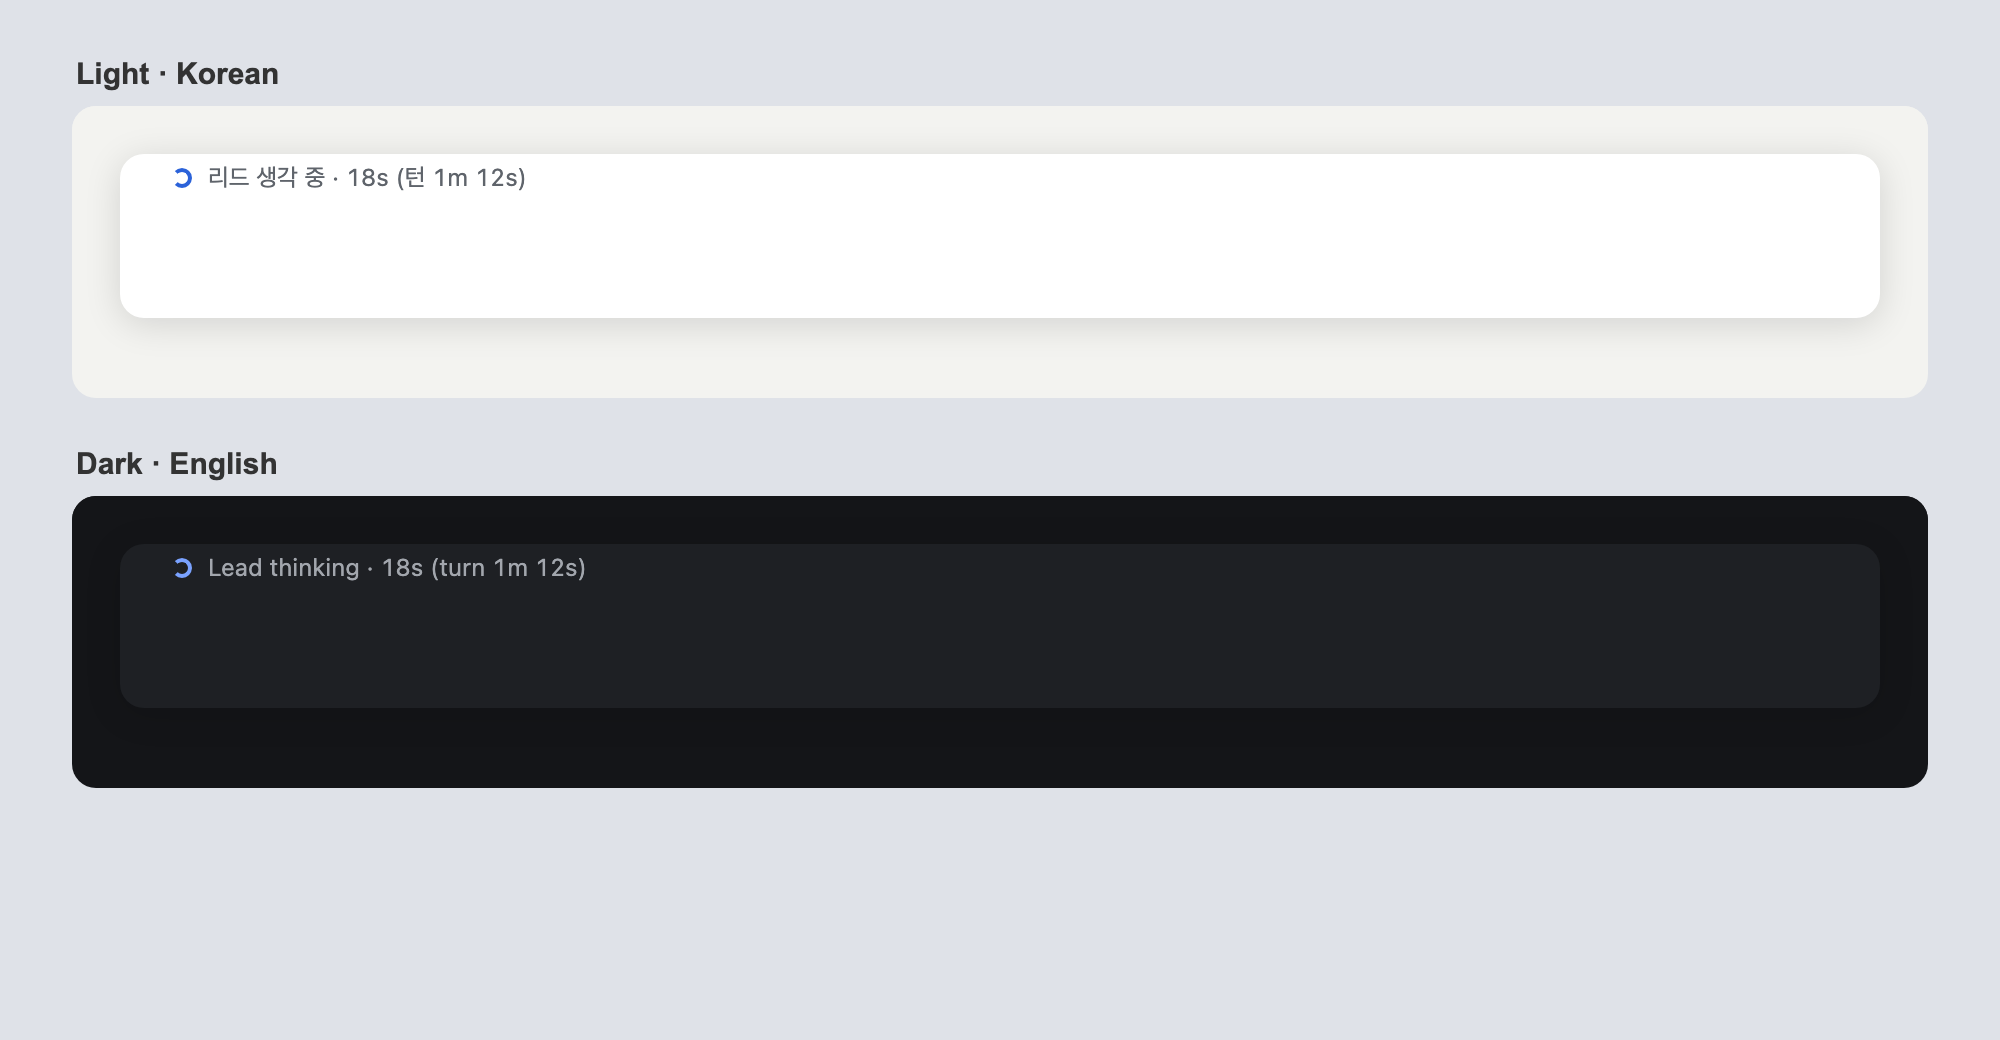 Light · Korean
리드 생각 중 · 18s (턴 1m 12s)
Dark · English
Lead thinking · 18s (turn 1m 12s)